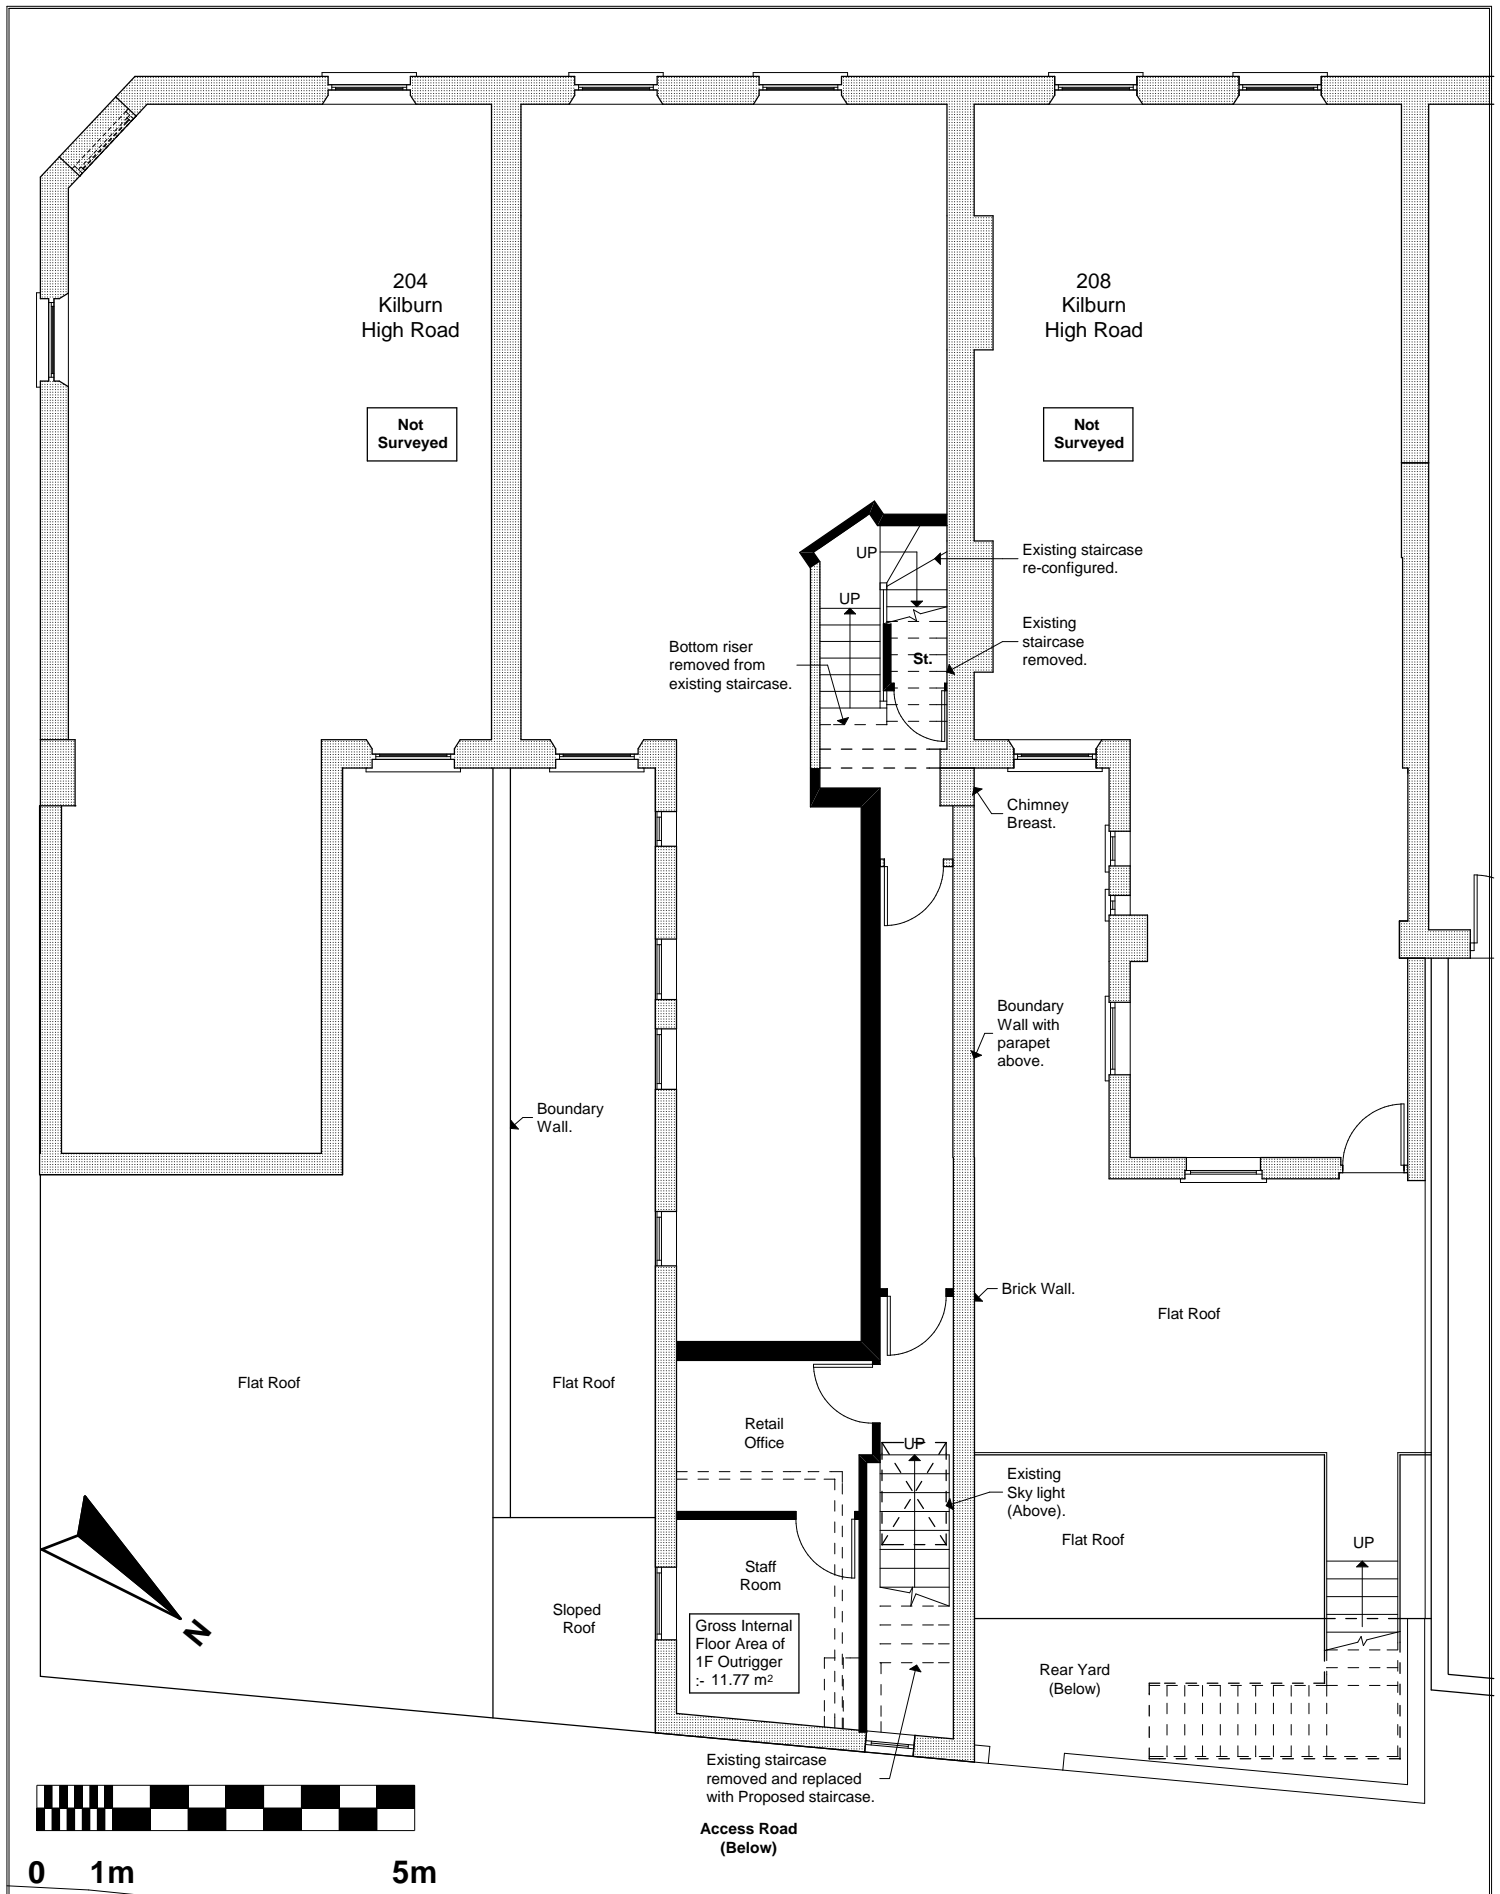 204
Kilburn
High Road
208
Kilburn
High Road
Not
Surveyed
Not
Surveyed
UP
Existing staircase
re-configured.
UP
Existing
staircase
removed.
Bottom riser
removed from
existing staircase.
St.
Chimney
Breast.
Boundary
Wall with
parapet
above.
Boundary
Wall.
Brick Wall.
Flat Roof
Flat Roof
Flat Roof
Retail
Office
UP
Existing
Sky light
(Above).
Flat Roof
UP
Staff
Room
Sloped
Roof
Gross Internal
Floor Area of
1F Outrigger
:- 11.77 m²
N
Rear Yard
(Below)
Existing staircase
removed and replaced
with Proposed staircase.
Access Road
(Below)
0 1m 5m